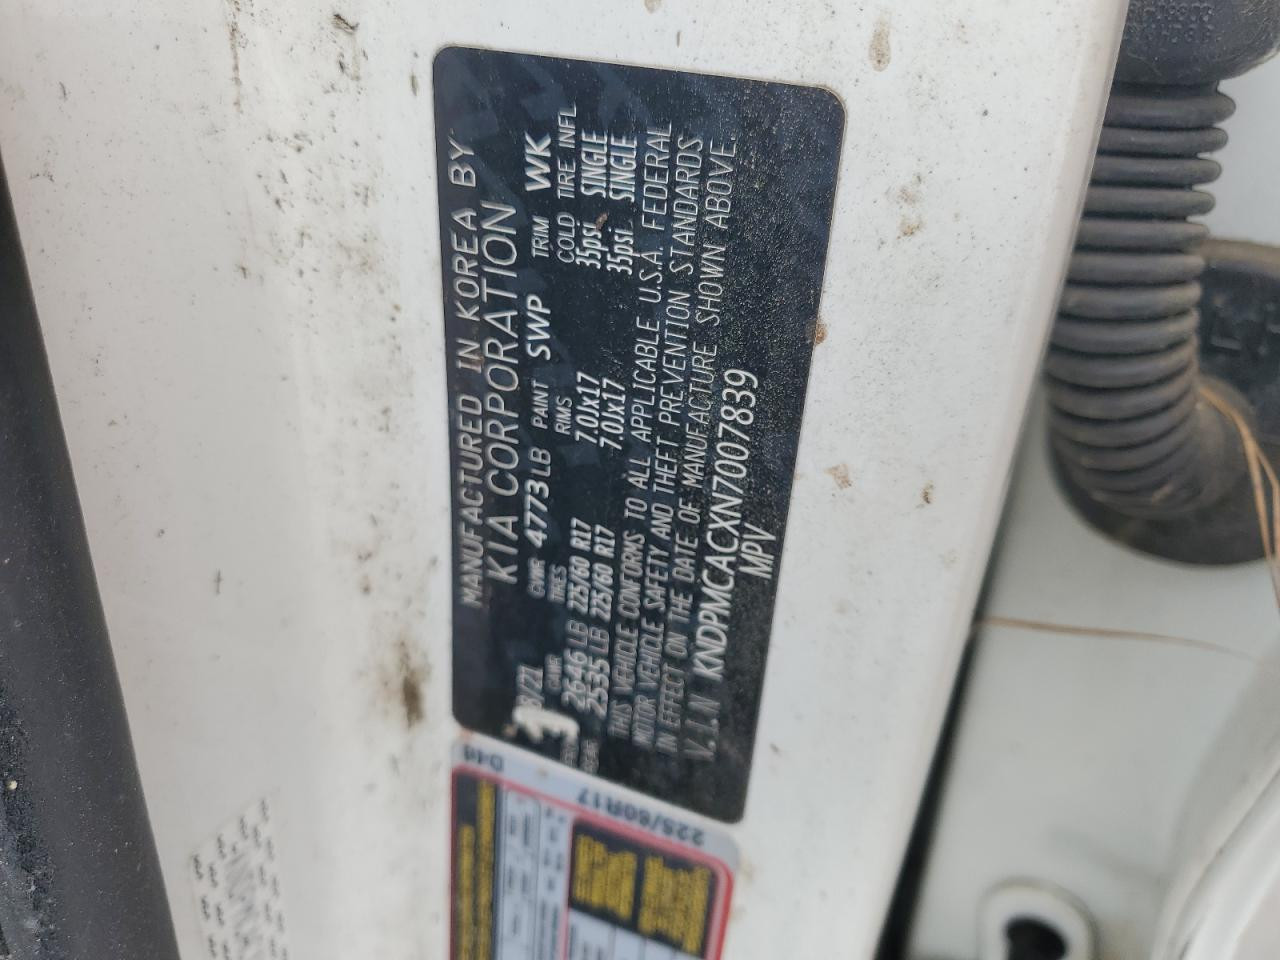 MANUFACTURED IN KOREA BY
KIA CORPORATION
8/21 GVWR 4773LB PAINT SWP TRIM WK
GAWR TIRES RIMS COLD TIRE INFL
2646LB 225/60 R17 7.0Jx17 35psi SINGLE
REAR 2535LB 225/60 R17 7.0Jx17 35psi SINGLE
THIS VEHICLE CONFORMS TO ALL APPLICABLE U.S.A. FEDERAL
MOTOR VEHICLE SAFETY AND THEFT PREVENTION STANDARDS
IN EFFECT ON THE DATE OF MANUFACTURE SHOWN ABOVE.
V.I.N KNDPMCACXN7007839
MPV
225/60R17